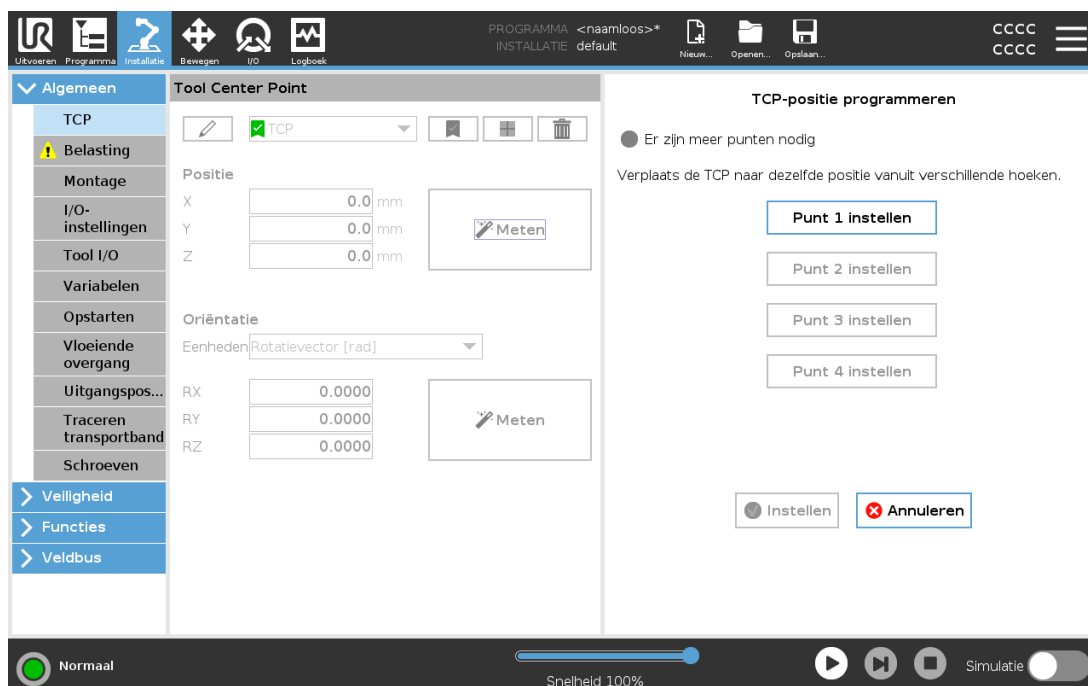 UR
Uitvoeren Programma Installatie Bewegen I/O Logboek
PROGRAMMA <naamloos>*
INSTALLATIE default
Nieuw... Openen... Opslaan...
CCCC
CCCC
Algemeen
TCP
Belasting
Montage
I/O-
instellingen
Tool I/O
Variabelen
Opstarten
Vloeiende
overgang
Uitgangspos...
Traceren
transportband
Schroeven
Veiligheid
Functies
Veldbus
Tool Center Point
TCP
Positie
X 0.0 mm
Y 0.0 mm
Z 0.0 mm
Meten
Oriëntatie
Eenheden Rotatievector [rad]
RX 0.0000
RY 0.0000
RZ 0.0000
Meten
TCP-positie programmeren
Er zijn meer punten nodig
Verplaats de TCP naar dezelfde positie vanuit verschillende hoeken.
Punt 1 instellen
Punt 2 instellen
Punt 3 instellen
Punt 4 instellen
Instellen Annuleren
Normaal
Snelheid 100%
Simulatie